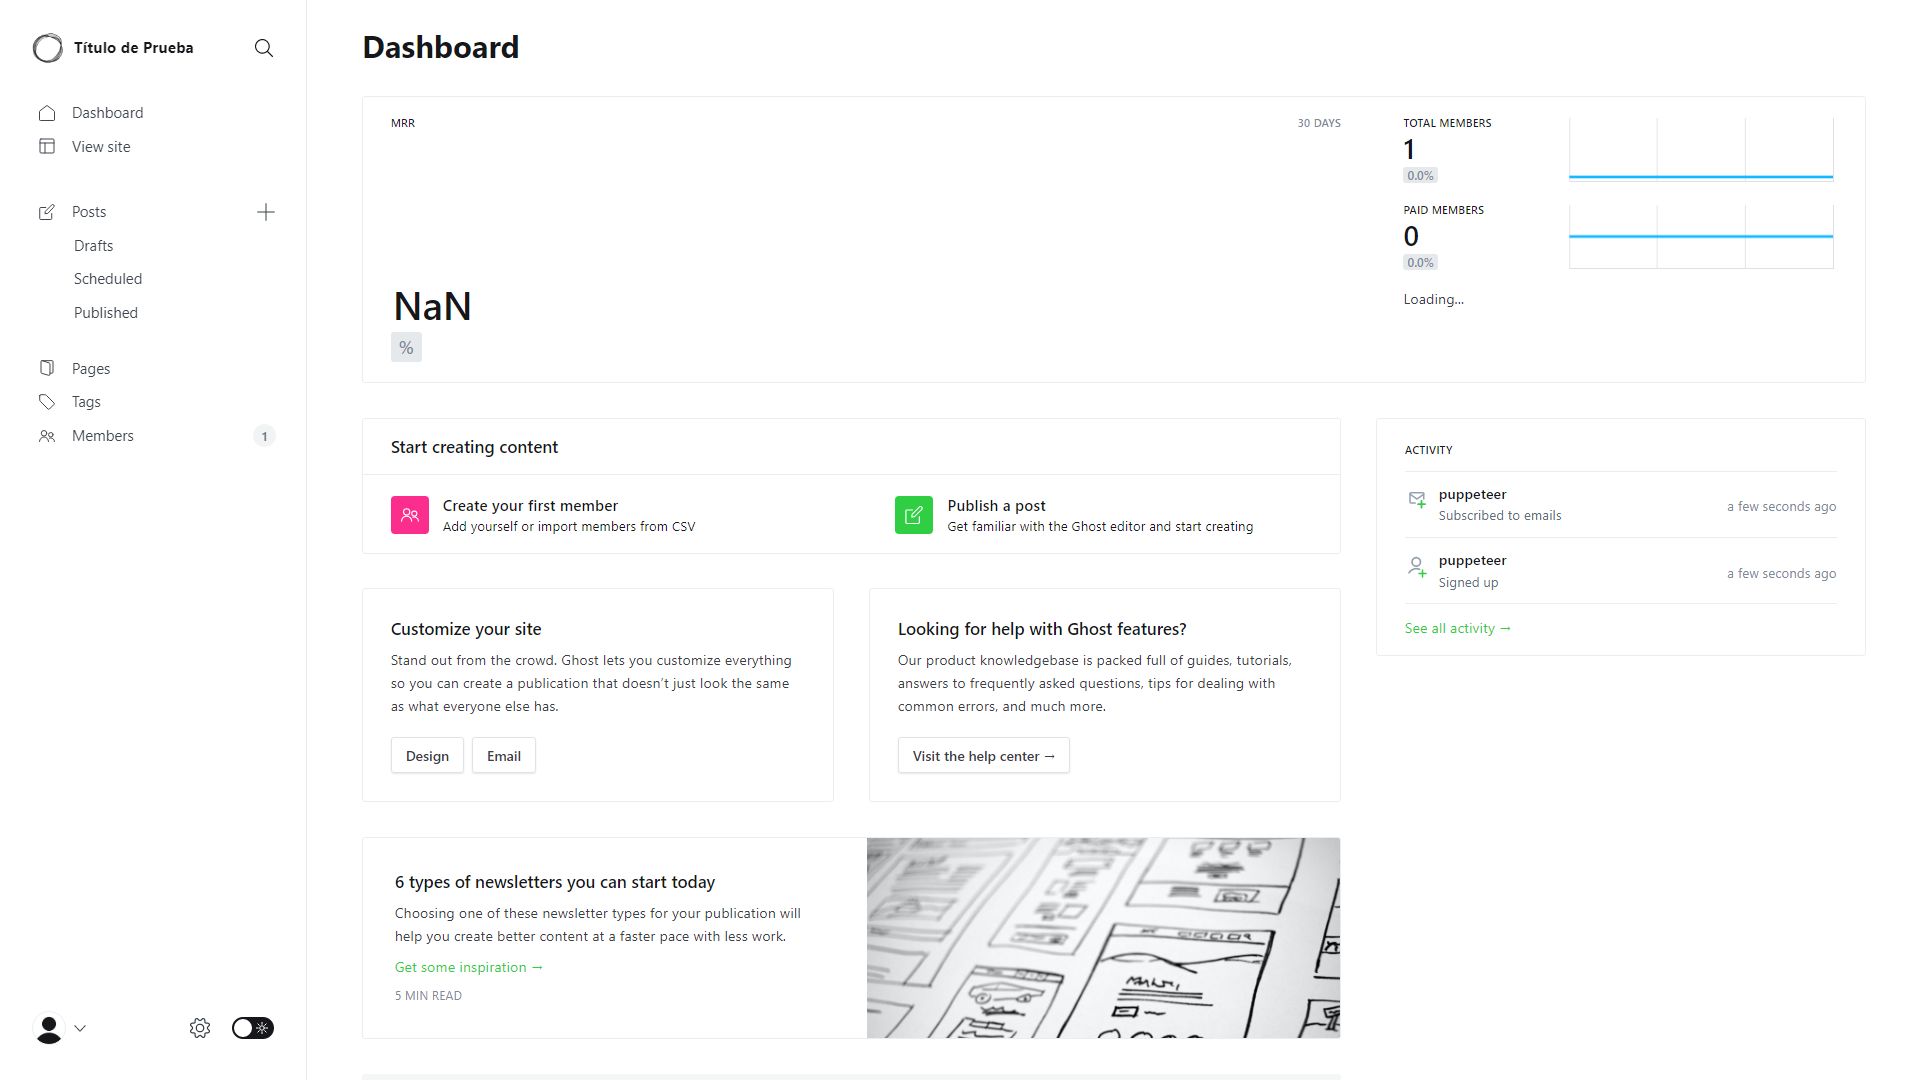 Título de Prueba
Dashboard
View site
Posts
Drafts
Scheduled
Published
Pages
Tags
Members
1
Dashboard
MRR
30 DAYS
NaN
%
TOTAL MEMBERS
1
0.0%
PAID MEMBERS
0
0.0%
Loading...
Start creating content
Create your first member
Add yourself or import members from CSV
Publish a post
Get familiar with the Ghost editor and start creating
Customize your site
Stand out from the crowd. Ghost lets you customize everything
so you can create a publication that doesn’t just look the same
as what everyone else has.
Design
Email
Looking for help with Ghost features?
Our product knowledgebase is packed full of guides, tutorials,
answers to frequently asked questions, tips for dealing with
common errors, and much more.
Visit the help center →
6 types of newsletters you can start today
Choosing one of these newsletter types for your publication will
help you create better content at a faster pace with less work.
Get some inspiration →
5 MIN READ
ACTIVITY
puppeteer
Subscribed to emails
a few seconds ago
puppeteer
Signed up
a few seconds ago
See all activity →